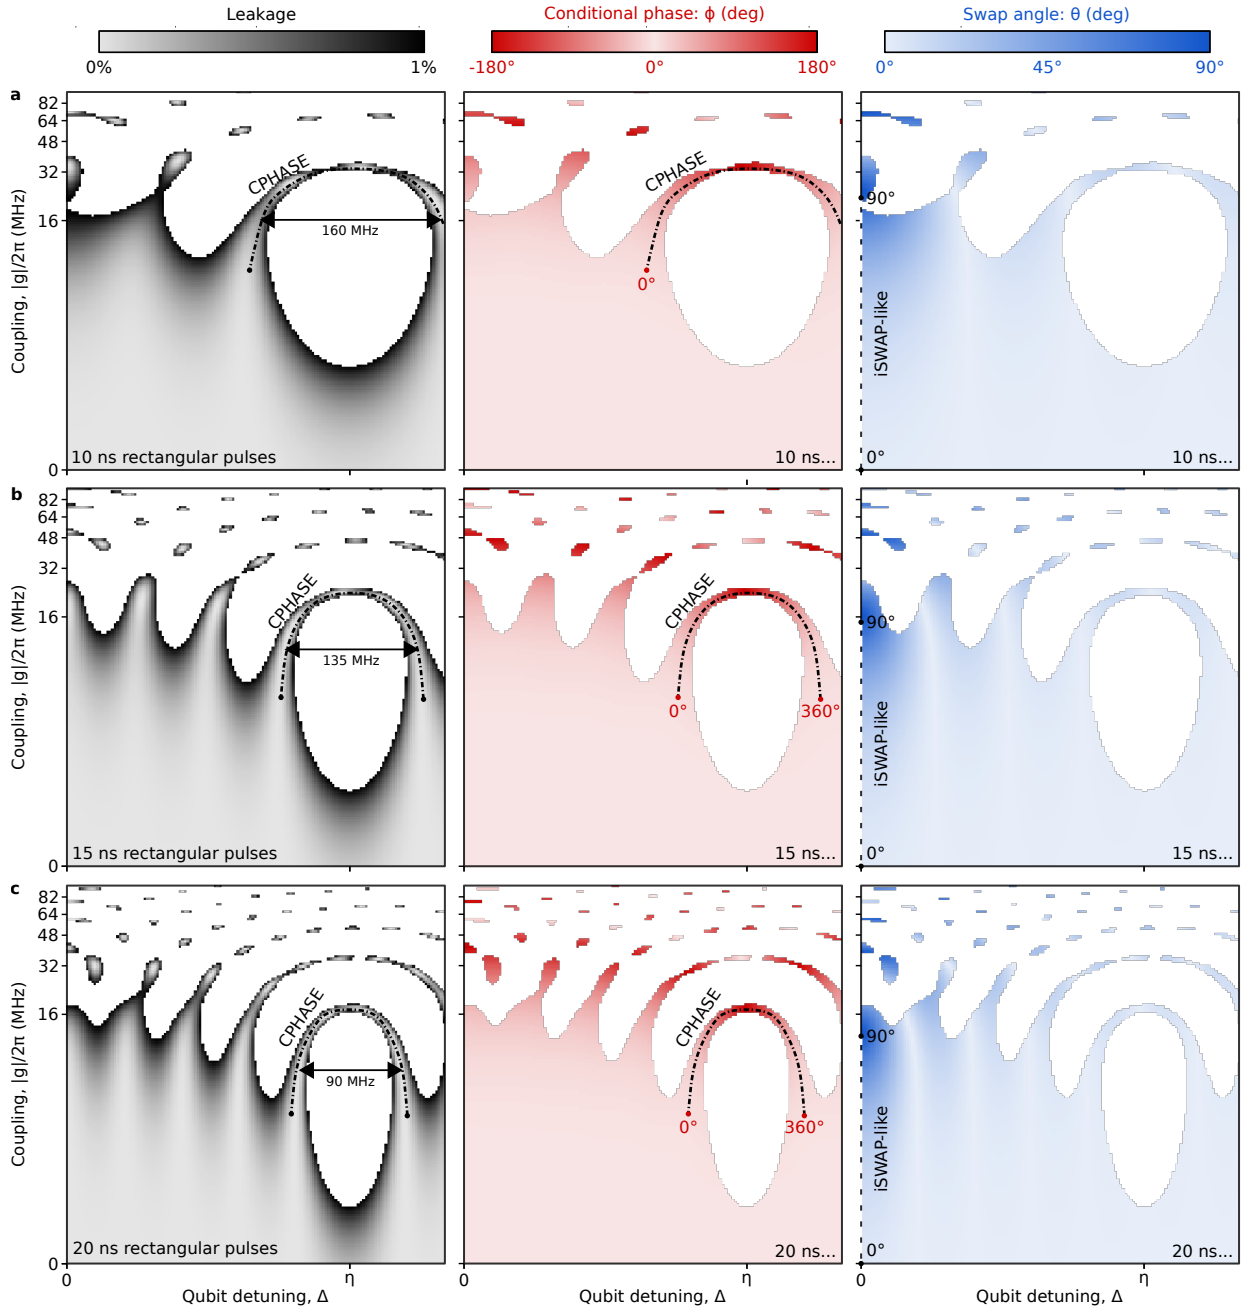 Leakage
Conditional phase: ϕ (deg)
Swap angle: θ (deg)
0%
1%
-180°
0°
180°
0°
45°
90°
a
Coupling, |g|/2π (MHz)
82
64
48
32
16
0
CPHASE
160 MHz
10 ns rectangular pulses
CPHASE
0°
10 ns...
90°
iSWAP-like
0°
10 ns...
b
Coupling, |g|/2π (MHz)
82
64
48
32
16
0
CPHASE
135 MHz
15 ns rectangular pulses
CPHASE
0°
360°
15 ns...
90°
iSWAP-like
0°
15 ns...
c
Coupling, |g|/2π (MHz)
82
64
48
32
16
0
CPHASE
90 MHz
20 ns rectangular pulses
CPHASE
0°
360°
20 ns...
90°
iSWAP-like
0°
20 ns...
0
η
Qubit detuning, Δ
η
Qubit detuning, Δ
η
Qubit detuning, Δ